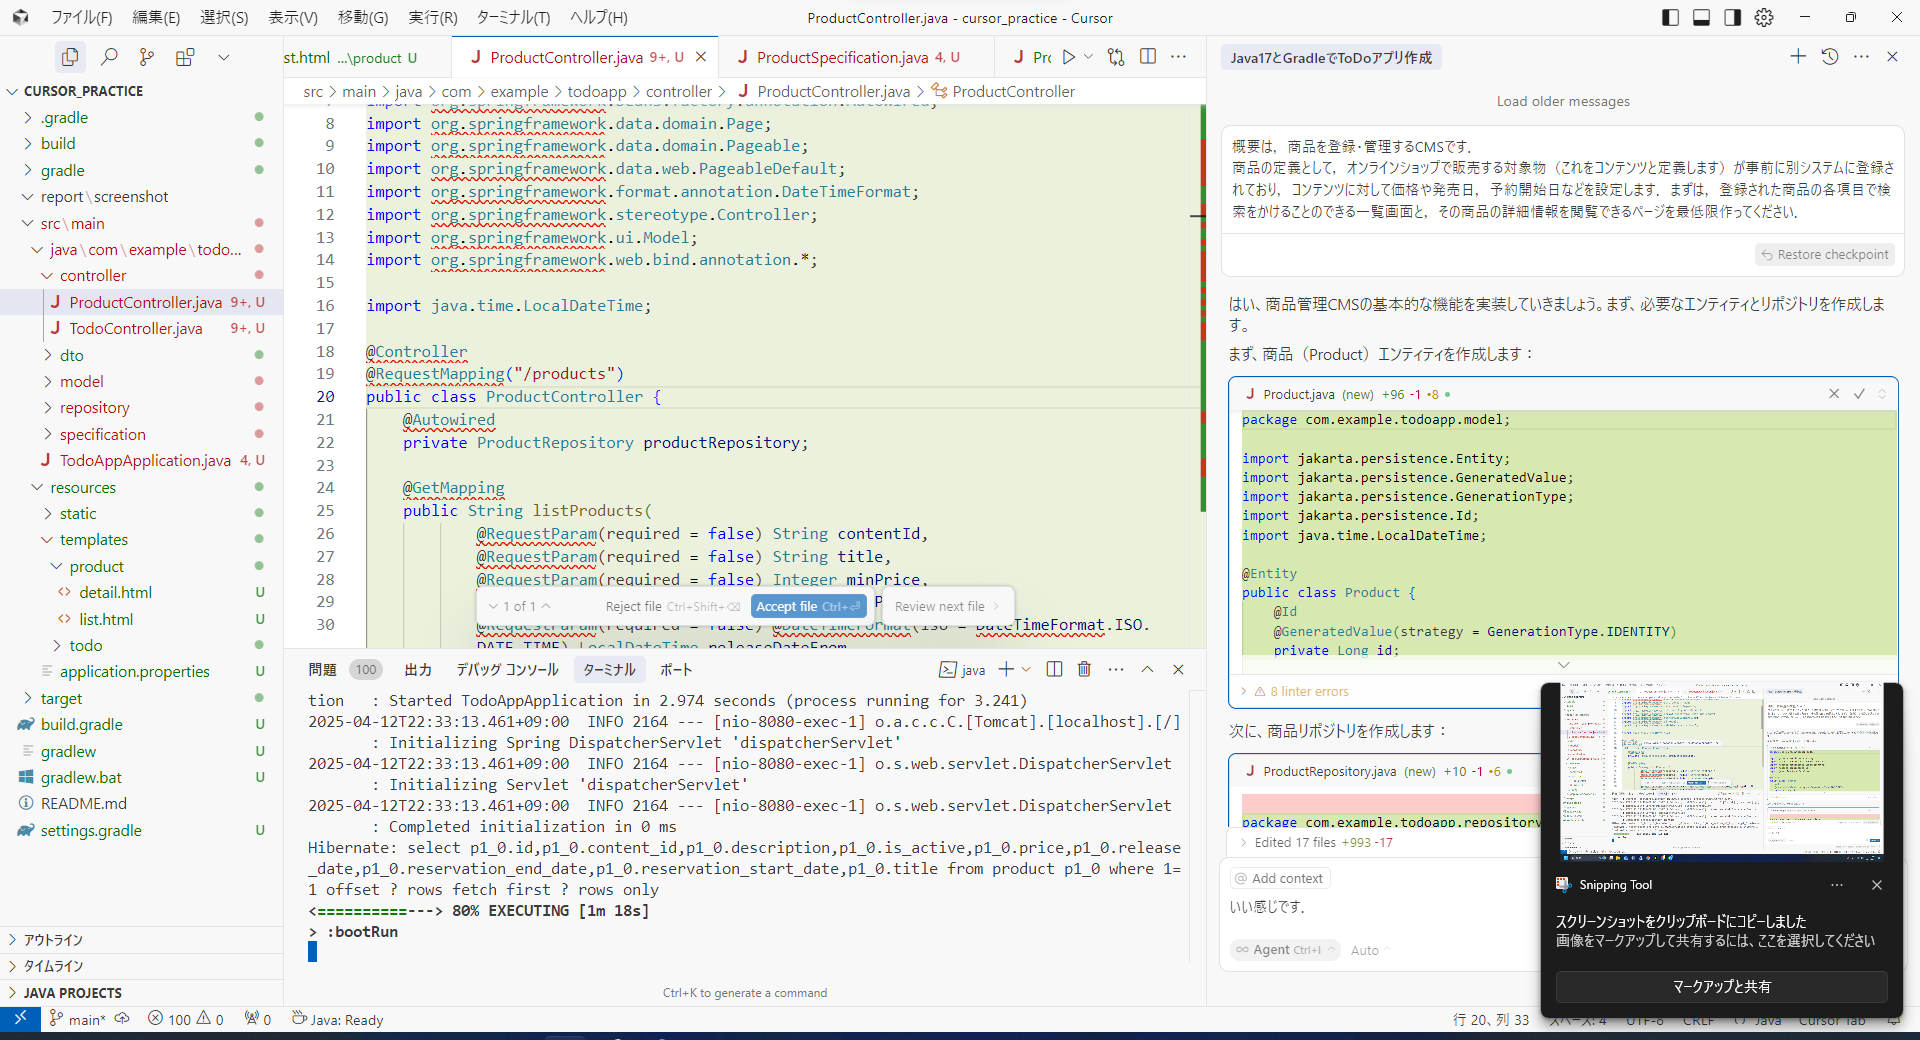 ファイル(F) 編集(E) 選択(S) 表示(V) 移動(G) 実行(R) ターミナル(T) ヘルプ(H)
ProductController.java - cursor_practice - Cursor
st.html ...\product U
ProductController.java 9+, U
ProductSpecification.java 4, U
src > main > java > com > example > todoapp > controller > ProductController.java > ProductController
CURSOR_PRACTICE
.gradle
build
gradle
report\screenshot
src\main
java\com\example\todo...
controller
ProductController.java 9+, U
TodoController.java 9+, U
dto
model
repository
specification
TodoAppApplication.java 4, U
resources
static
templates
product
detail.html U
list.html U
todo
application.properties U
target
build.gradle U
gradlew U
gradlew.bat U
README.md
settings.gradle U
アウトライン
タイムライン
JAVA PROJECTS
8 import org.springframework.data.domain.Page;
9 import org.springframework.data.domain.Pageable;
10 import org.springframework.data.web.PageableDefault;
11 import org.springframework.format.annotation.DateTimeFormat;
12 import org.springframework.stereotype.Controller;
13 import org.springframework.ui.Model;
14 import org.springframework.web.bind.annotation.*;
15
16 import java.time.LocalDateTime;
17
18 @Controller
19 @RequestMapping("/products")
20 public class ProductController {
21 @Autowired
22 private ProductRepository productRepository;
23
24 @GetMapping
25 public String listProducts(
26 @RequestParam(required = false) String contentId,
27 @RequestParam(required = false) String title,
28 @RequestParam(required = false) Integer minPrice,
29
30 @RequestParam(required = false) @DateTimeFormat(iso = DateTimeFormat.ISO.
DATE_TIME) LocalDateTime releaseDateFrom,
1 of 1 Reject file Ctrl+Shift+⌫ Accept file Ctrl+⏎ Review next file
問題 100 出力 デバッグ コンソール ターミナル ポート
java
tion : Started TodoAppApplication in 2.974 seconds (process running for 3.241)
2025-04-12T22:33:13.461+09:00 INFO 2164 --- [nio-8080-exec-1] o.a.c.c.C.[Tomcat].[localhost].[/]
: Initializing Spring DispatcherServlet 'dispatcherServlet'
2025-04-12T22:33:13.461+09:00 INFO 2164 --- [nio-8080-exec-1] o.s.web.servlet.DispatcherServlet
: Initializing Servlet 'dispatcherServlet'
2025-04-12T22:33:13.461+09:00 INFO 2164 --- [nio-8080-exec-1] o.s.web.servlet.DispatcherServlet
: Completed initialization in 0 ms
Hibernate: select p1_0.id,p1_0.content_id,p1_0.description,p1_0.is_active,p1_0.price,p1_0.release
_date,p1_0.reservation_end_date,p1_0.reservation_start_date,p1_0.title from product p1_0 where 1=
1 offset ? rows fetch first ? rows only
<==========---> 80% EXECUTING [1m 18s]
> :bootRun
Ctrl+K to generate a command
Java17とGradleでToDoアプリ作成
Load older messages
概要は，商品を登録・管理するCMSです．
商品の定義として，オンラインショップで販売する対象物（これをコンテンツと定義します）が事前に別システムに登録さ
れており，コンテンツに対して価格や発売日，予約開始日などを設定します．まずは，登録された商品の各項目で検
索をかけることのできる一覧画面と，その商品の詳細情報を閲覧できるページを最低限作ってください．
Restore checkpoint
はい、商品管理CMSの基本的な機能を実装していきましょう。まず、必要なエンティティとリポジトリを作成しま
す。
まず、商品（Product）エンティティを作成します：
Product.java (new) +96 -1 •8
package com.example.todoapp.model;
import jakarta.persistence.Entity;
import jakarta.persistence.GeneratedValue;
import jakarta.persistence.GenerationType;
import jakarta.persistence.Id;
import java.time.LocalDateTime;
@Entity
public class Product {
@Id
@GeneratedValue(strategy = GenerationType.IDENTITY)
private Long id;
8 linter errors
次に、商品リポジトリを作成します：
ProductRepository.java (new) +10 -1 •6
package com.example.todoapp.repository
Edited 17 files +993 -17
@ Add context
いい感じです．
Agent Ctrl+I Auto
Snipping Tool
スクリーンショットをクリップボードにコピーしました
画像をマークアップして共有するには、ここを選択してください
マークアップと共有
main* 100 0 0 Java: Ready
行 20、列 33 スペース: 4 UTF-8 CRLF Java Cursor Tab